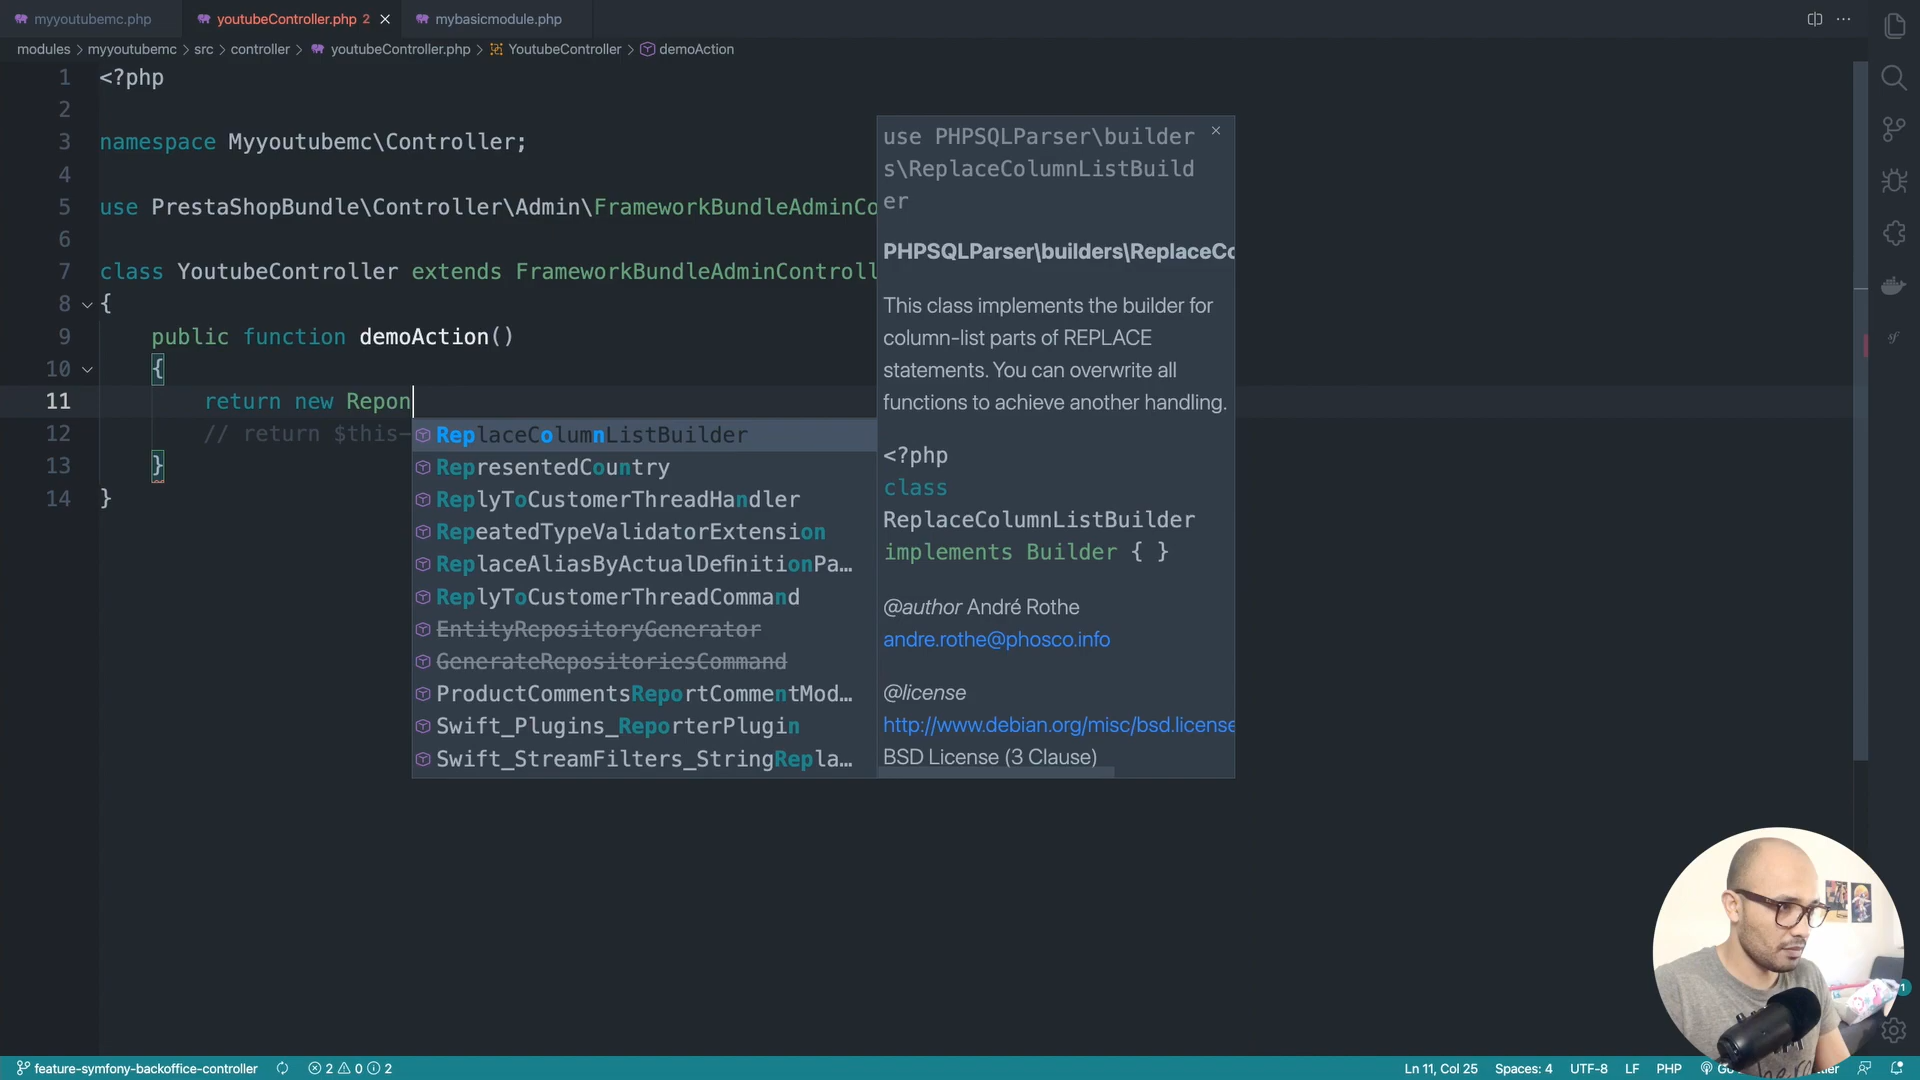 myyoutubemc.php
youtubeController.php 2
mybasicmodule.php
modules > myyoutubemc > src > controller > youtubeController.php > YoutubeController > demoAction
1 <?php
2
3 namespace Myyoutubemc\Controller;
4
5 use PrestaShopBundle\Controller\Admin\FrameworkBundleAdminCo
6
7 class YoutubeController extends FrameworkBundleAdminControll
8 {
9 public function demoAction()
10 {
11 return new Repon
12 // return $this-
13 }
14 }
ReplaceColumnListBuilder
RepresentedCountry
ReplyToCustomerThreadHandler
RepeatedTypeValidatorExtension
ReplaceAliasByActualDefinitionPa…
ReplyToCustomerThreadCommand
EntityRepositoryGenerator
GenerateRepositoriesCommand
ProductCommentsReportCommentMod…
Swift_Plugins_ReporterPlugin
Swift_StreamFilters_StringRepla…
use PHPSQLParser\builder
s\ReplaceColumnListBuild
er
PHPSQLParser\builders\ReplaceCo
This class implements the builder for
column-list parts of REPLACE
statements. You can overwrite all
functions to achieve another handling.
<?php
class
ReplaceColumnListBuilder
implements Builder { }
@author André Rothe
andre.rothe@phosco.info
@license
http://www.debian.org/misc/bsd.license
BSD License (3 Clause)
1
feature-symfony-backoffice-controller
2 0 2
Ln 11, Col 25
Spaces: 4
UTF-8
LF
PHP